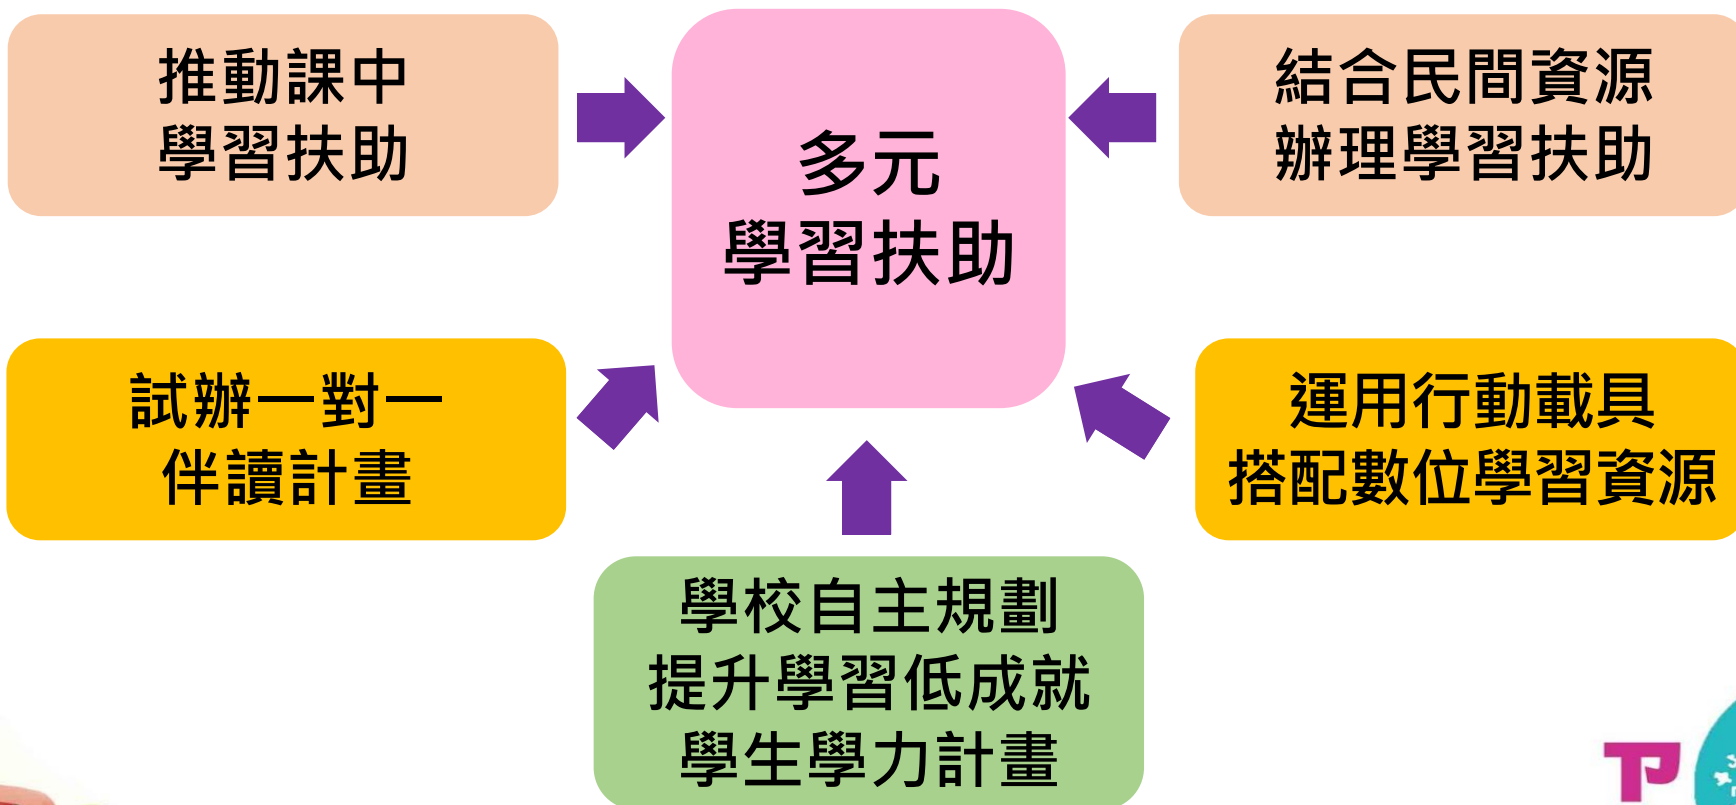 推動課中
學習扶助
多元
學習扶助
結合民間資源
辦理學習扶助
試辦一對一
伴讀計畫
運用行動載具
搭配數位學習資源
學校自主規劃
提升學習低成就
學生學力計畫